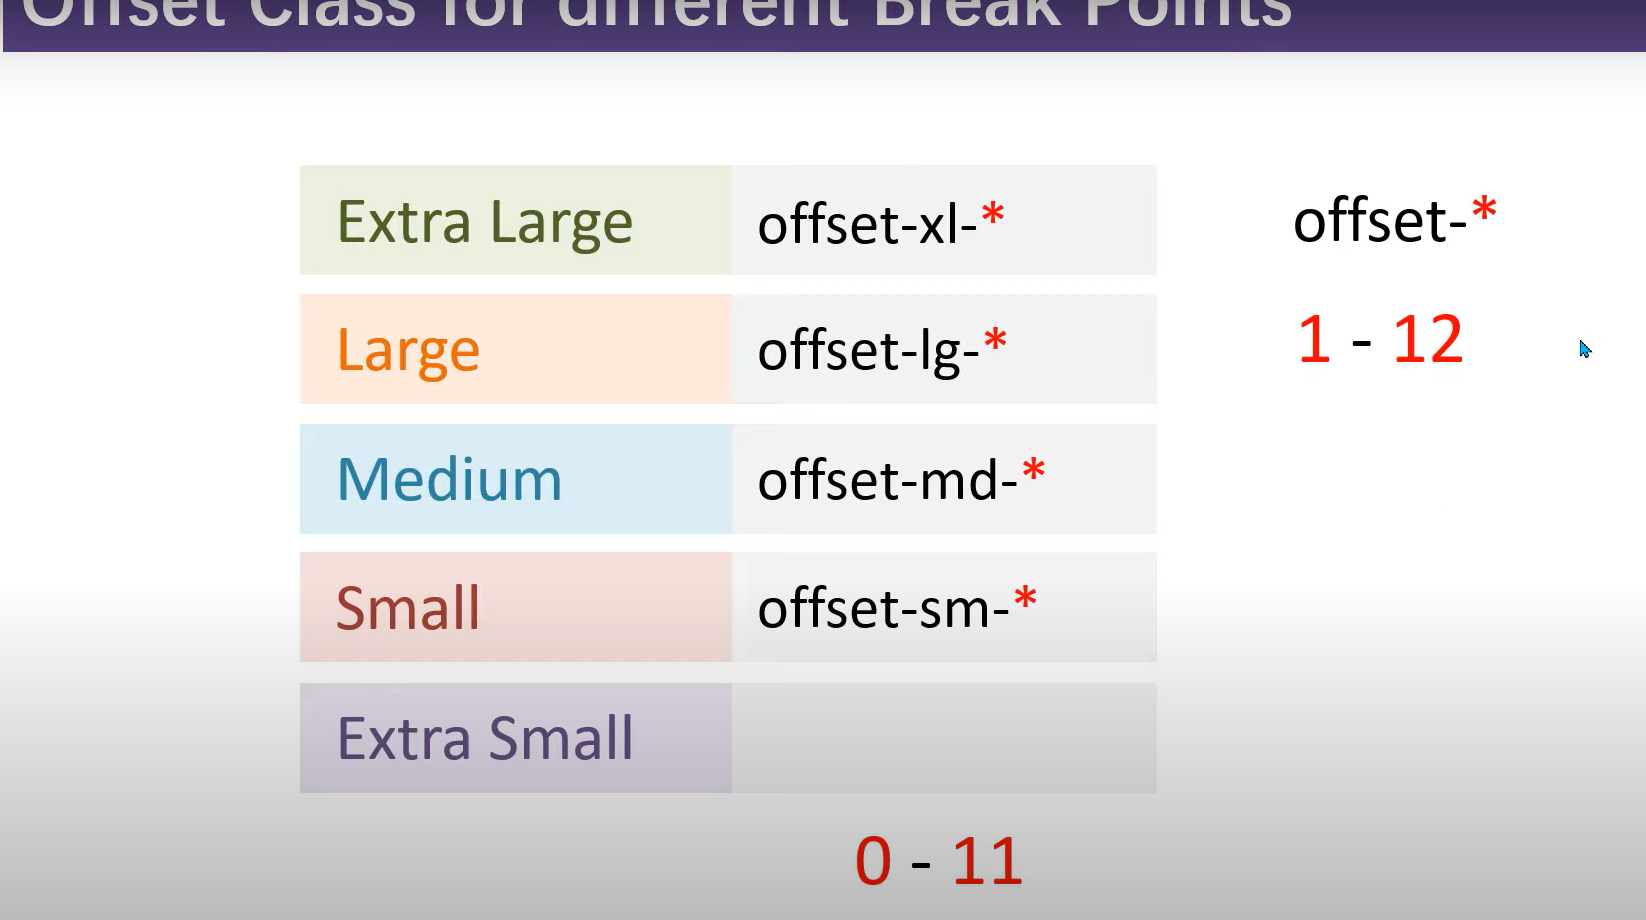 Offset Class for different Break Points
Extra Large offset-xl-* offset-*
Large offset-lg-* 1 - 12
Medium offset-md-*
Small offset-sm-*
Extra Small
0 - 11